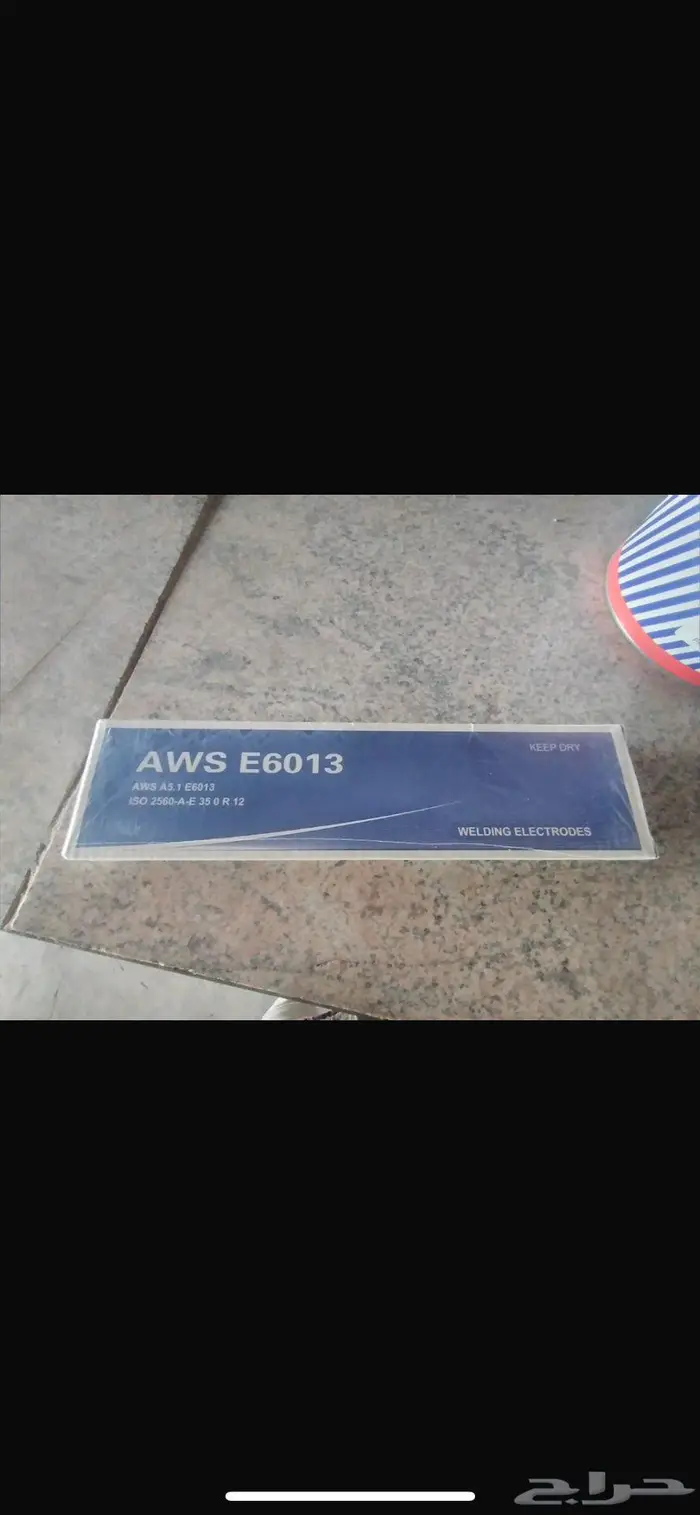 KEEP DRY
AWS E6013
AWS A5.1 E6013
ISO 2560-A-E 35 0 R 12
WELDING ELECTRODES
حراج